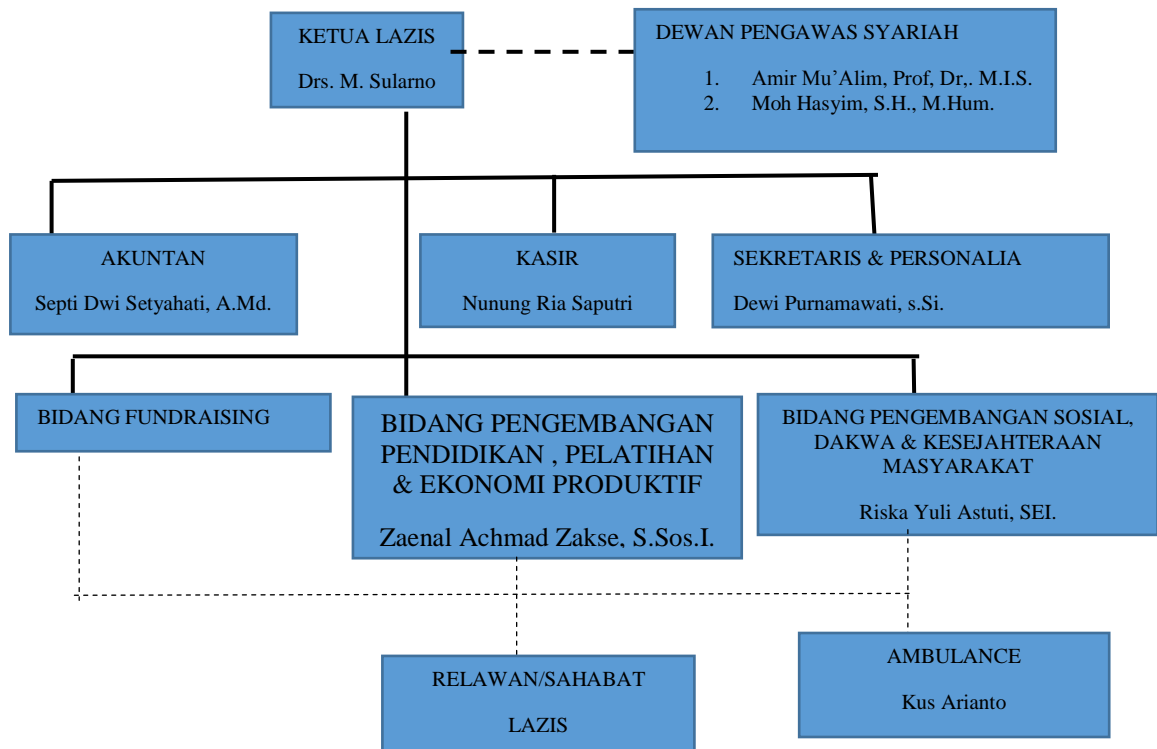 KETUA LAZIS
Drs. M. Sularno
DEWAN PENGAWAS SYARIAH
1. Amir Mu’Alim, Prof, Dr,. M.I.S.
2. Moh Hasyim, S.H., M.Hum.
AKUNTAN
Septi Dwi Setyahati, A.Md.
KASIR
Nunung Ria Saputri
SEKRETARIS & PERSONALIA
Dewi Purnamawati, s.Si.
BIDANG FUNDRAISING
BIDANG PENGEMBANGAN
PENDIDIKAN , PELATIHAN
& EKONOMI PRODUKTIF
Zaenal Achmad Zakse, S.Sos.I.
BIDANG PENGEMBANGAN SOSIAL,
DAKWA & KESEJAHTERAAN
MASYARAKAT
Riska Yuli Astuti, SEI.
RELAWAN/SAHABAT
LAZIS
AMBULANCE
Kus Arianto